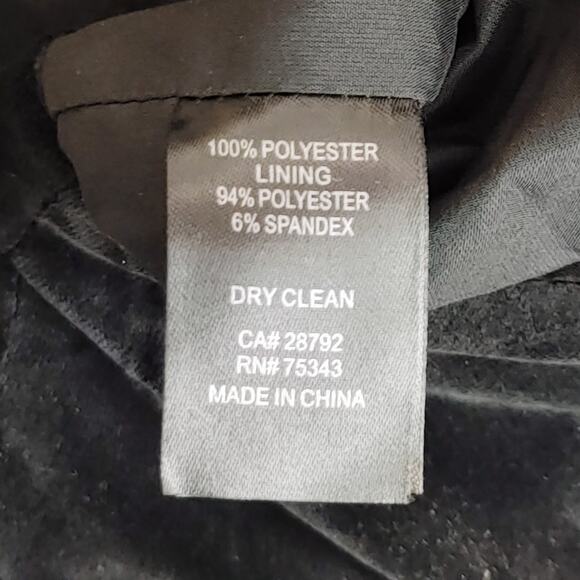 100% POLYESTER
LINING
94% POLYESTER
6% SPANDEX
DRY CLEAN
CA# 28792
RN# 75343
MADE IN CHINA